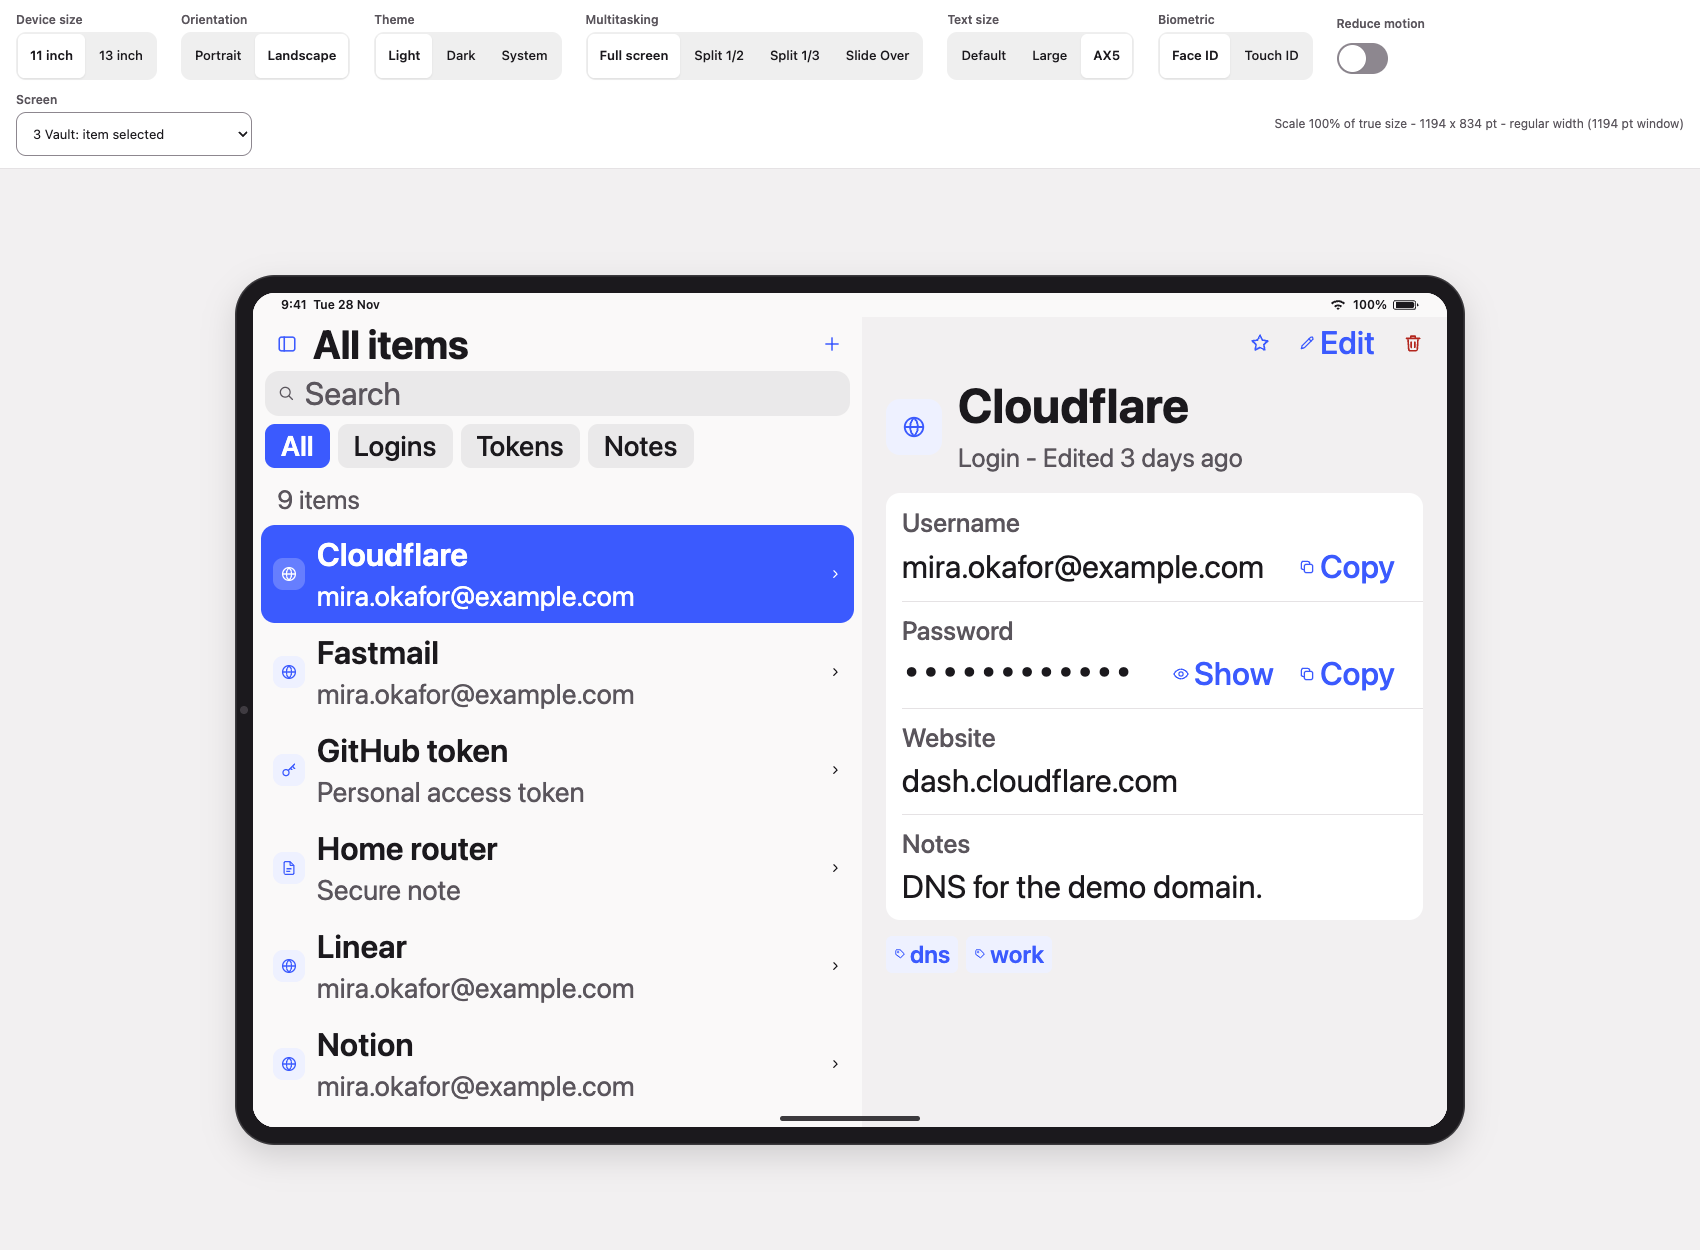 Device size
11 inch 13 inch
Orientation
Portrait Landscape
Theme
Light Dark System
Multitasking
Full screen Split 1/2 Split 1/3 Slide Over
Text size
Default Large AX5
Biometric
Face ID Touch ID
Reduce motion
Screen
3 Vault: item selected
Scale 100% of true size - 1194 x 834 pt - regular width (1194 pt window)
9:41 Tue 28 Nov
100%
All items
Search
All Logins Tokens Notes
9 items
Cloudflare
mira.okafor@example.com
Fastmail
mira.okafor@example.com
GitHub token
Personal access token
Home router
Secure note
Linear
mira.okafor@example.com
Notion
mira.okafor@example.com
Edit
Cloudflare
Login - Edited 3 days ago
Username
mira.okafor@example.com Copy
Password
•••••••••••• Show Copy
Website
dash.cloudflare.com
Notes
DNS for the demo domain.
dns work